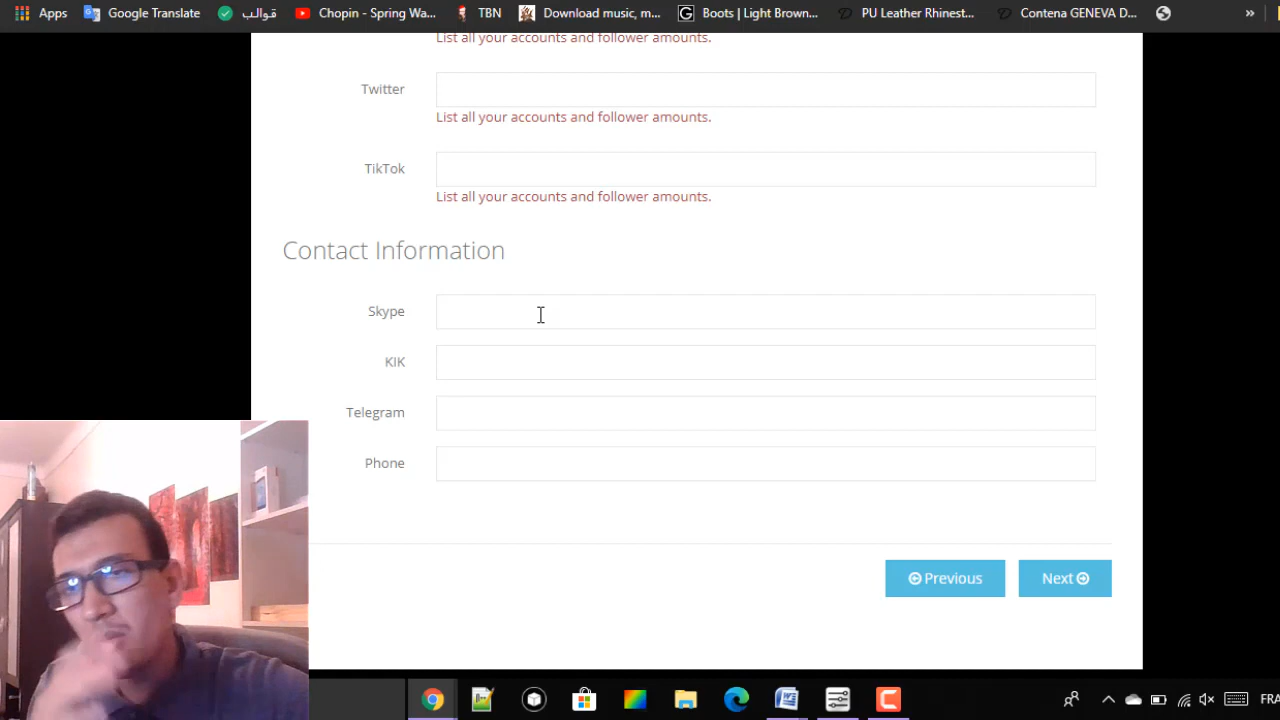 Apps Google Translate قوالب Chopin - Spring Wa... TBN Download music, m... Boots | Light Brown... PU Leather Rhinest... Contena GENEVA D... »
List all your accounts and follower amounts.
Twitter
List all your accounts and follower amounts.
TikTok
List all your accounts and follower amounts.
Contact Information
Skype
KIK
Telegram
Phone
Previous Next
FRA